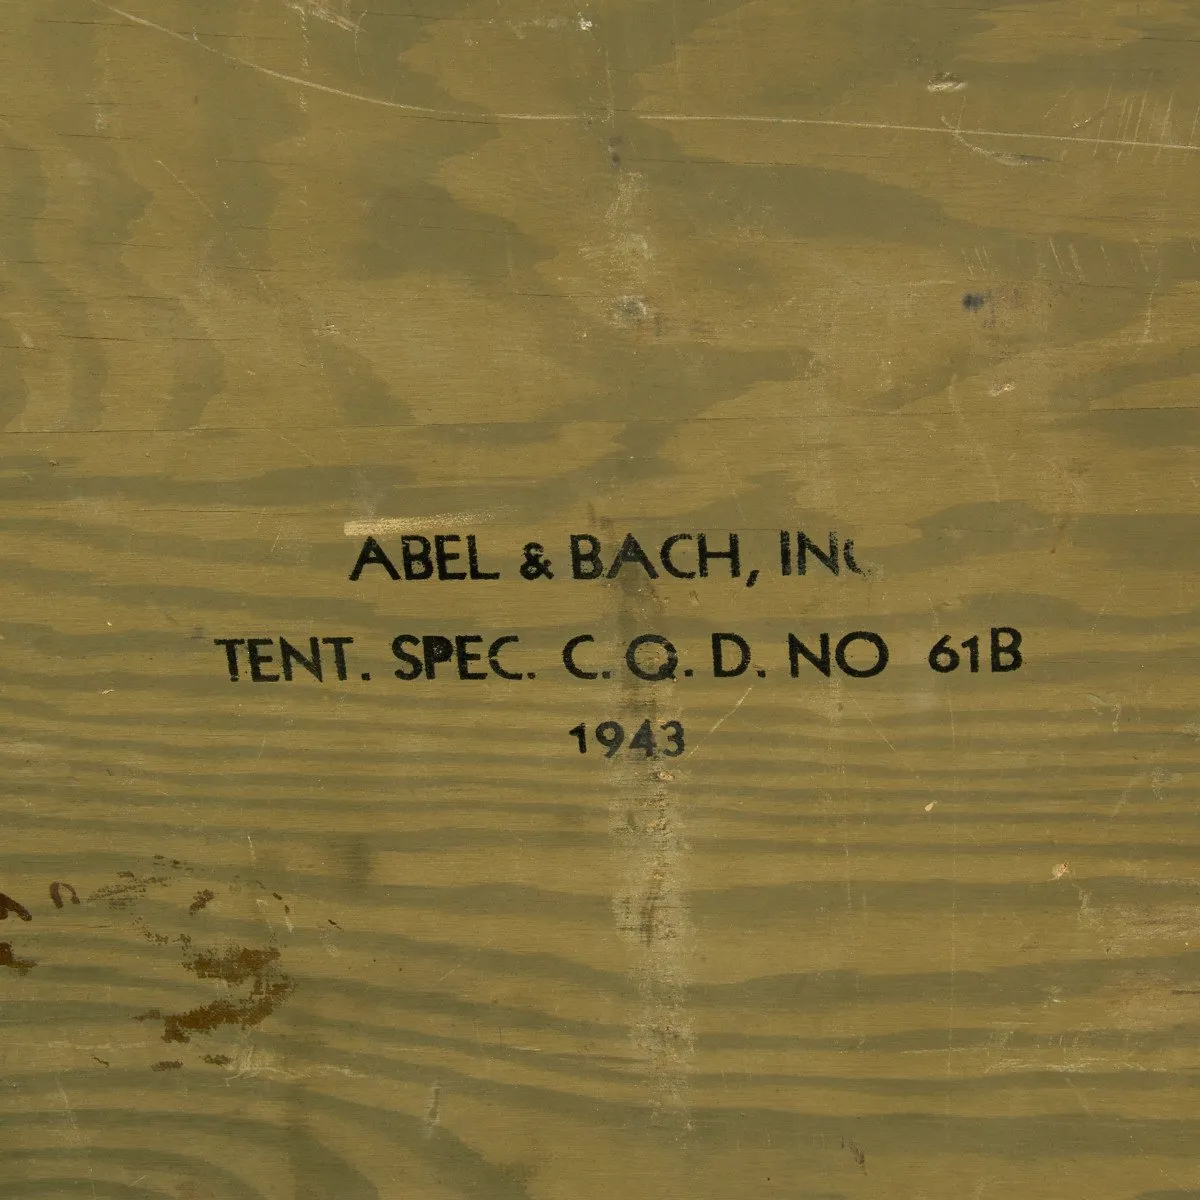 ABEL & BACH, INC
TENT. SPEC. C. Q. D. NO 61B
1943